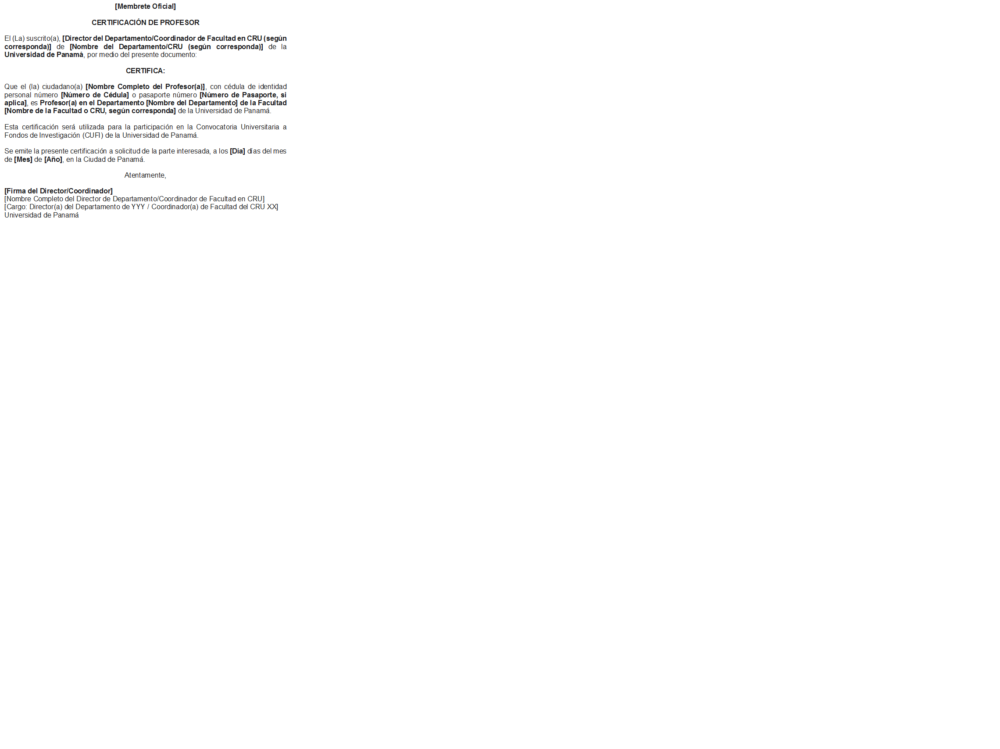 [Membrete Oficial]
CERTIFICACIÓN DE PROFESOR
El (La) suscrito(a), [Director del Departamento/Coordinador de Facultad en CRU (según
corresponda)] de [Nombre del Departamento/CRU (según corresponda)] de la
Universidad de Panamá, por medio del presente documento:
CERTIFICA:
Que el (la) ciudadano(a) [Nombre Completo del Profesor(a)], con cédula de identidad
personal número [Número de Cédula] o pasaporte número [Número de Pasaporte, si
aplica], es Profesor(a) en el Departamento [Nombre del Departamento] de la Facultad
[Nombre de la Facultad o CRU, según corresponda] de la Universidad de Panamá.
Esta certificación será utilizada para la participación en la Convocatoria Universitaria a
Fondos de Investigación (CUFI) de la Universidad de Panamá.
Se emite la presente certificación a solicitud de la parte interesada, a los [Día] días del mes
de [Mes] de [Año], en la Ciudad de Panamá.
Atentamente,
[Firma del Director/Coordinador]
[Nombre Completo del Director de Departamento/Coordinador de Facultad en CRU]
[Cargo: Director(a) del Departamento de YYY / Coordinador(a) de Facultad del CRU XX]
Universidad de Panamá